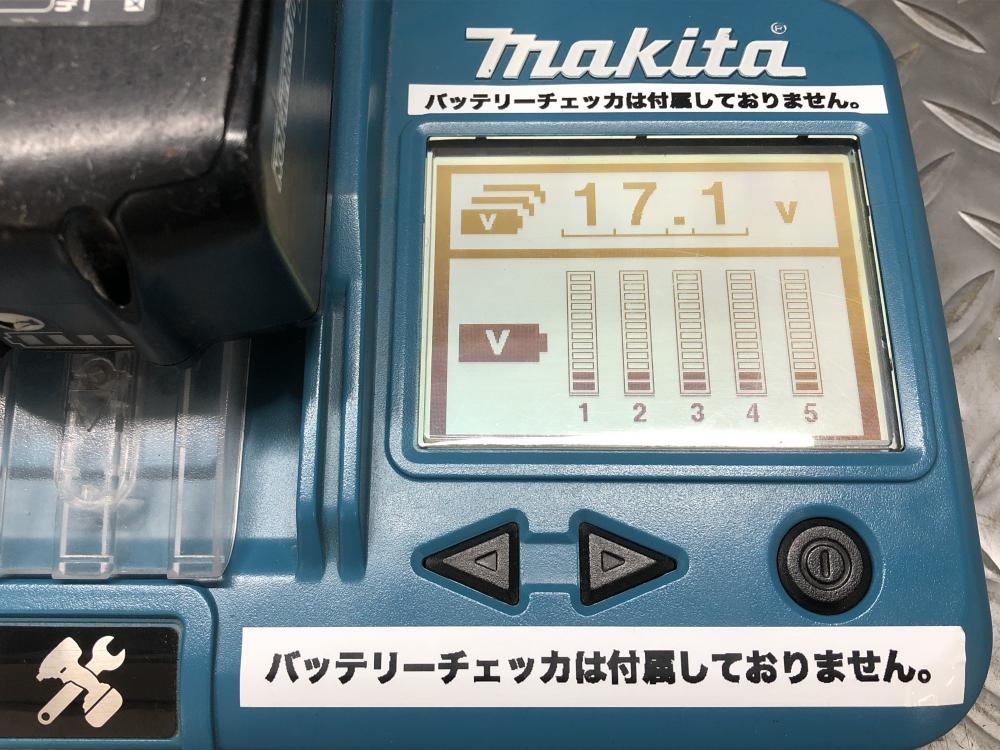 makita®
バッテリーチェッカは付属しておりません。
V 17.1 V
V
1 2 3 4 5
バッテリーチェッカは付属しておりません。